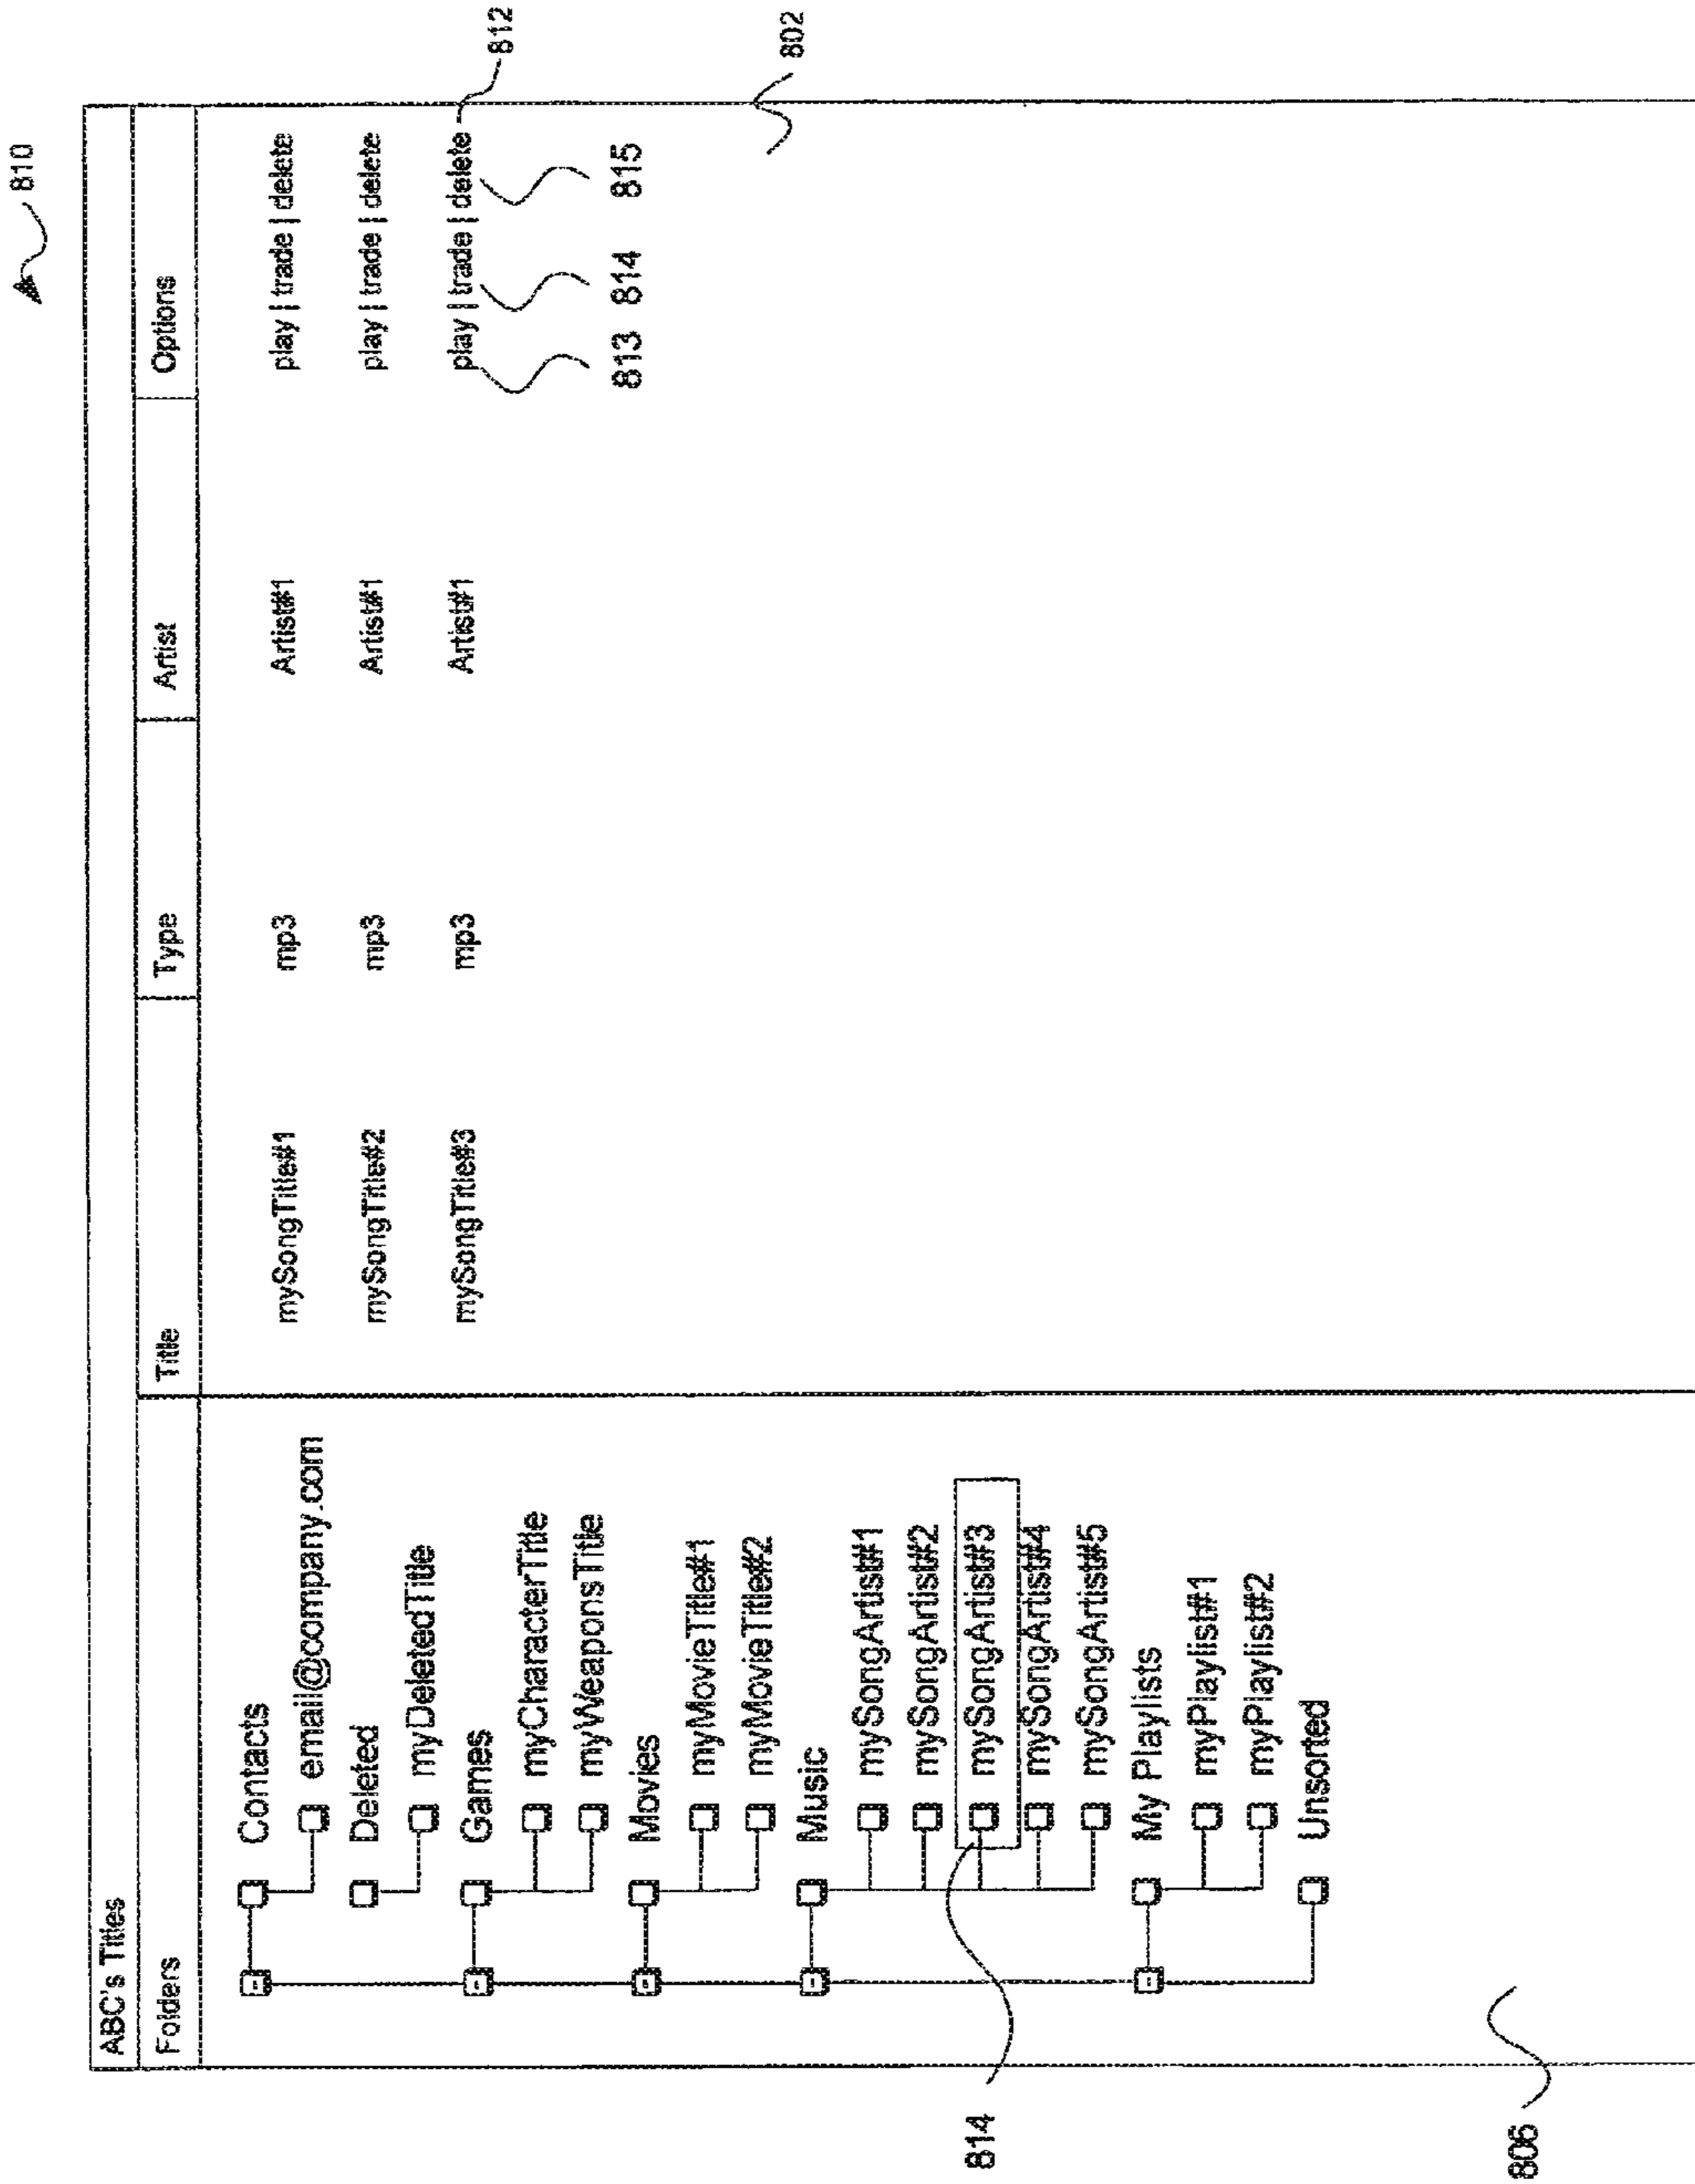 810
ABC's Titles
Folders
Title
Type
Artist
Options
Contacts
email@company.com
Deleted
myDeletedTitle
Games
myCharacterTitle
myWeaponsTitle
Movies
myMovieTitle#1
myMovieTitle#2
Music
mySongArtist#1
mySongArtist#2
mySongArtist#3
mySongArtist#4
mySongArtist#5
My Playlists
myPlaylist#1
myPlaylist#2
Unsorted
mySongTitle#1 mp3 Artist#1 play | trade | delete
mySongTitle#2 mp3 Artist#1 play | trade | delete
mySongTitle#3 mp3 Artist#1 play | trade | delete
812
813 814 815
802
814
806